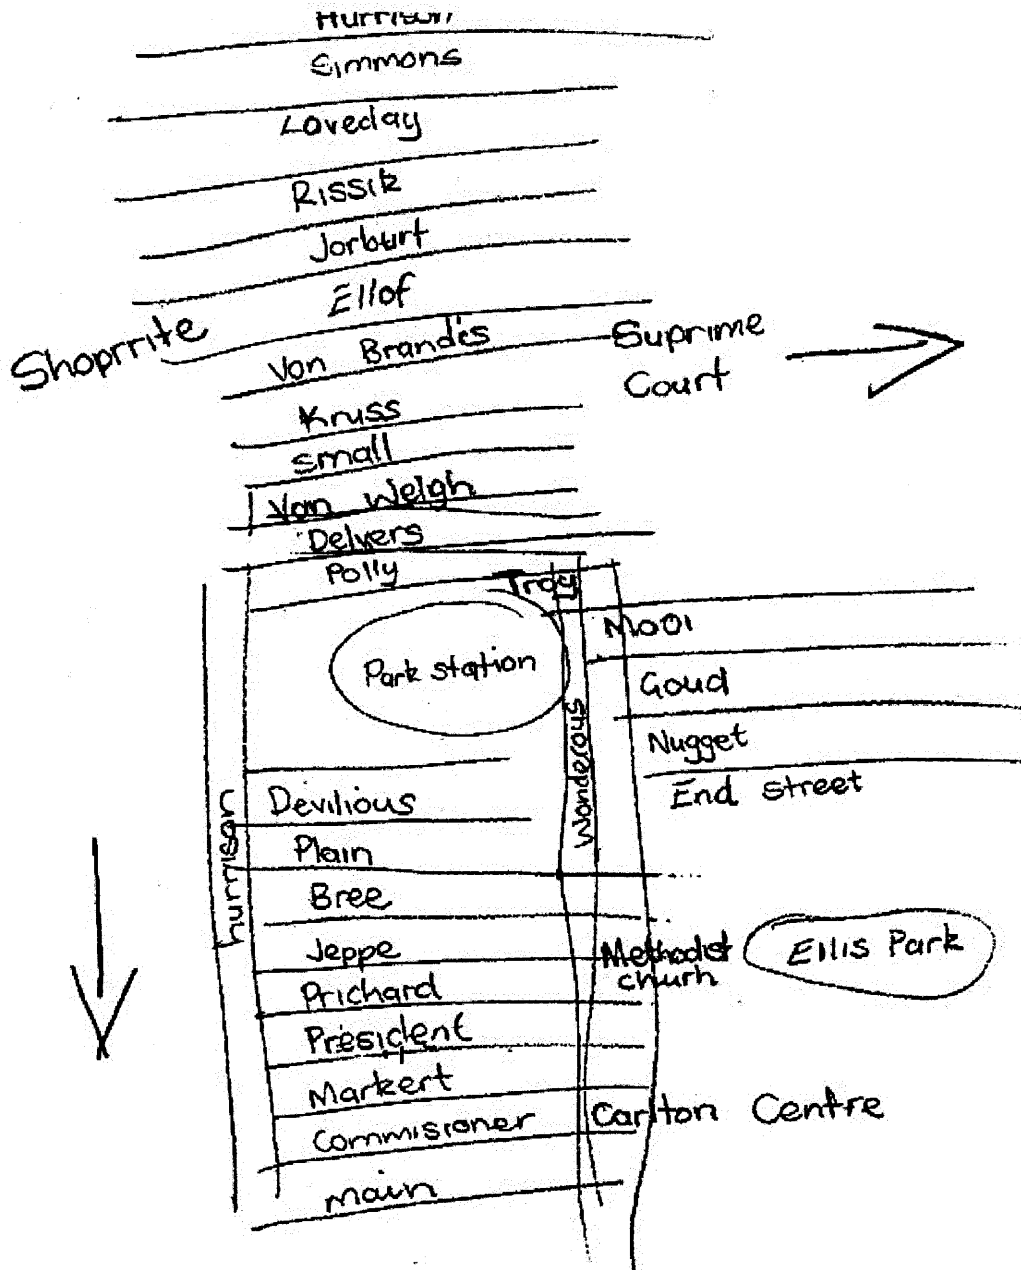 Hurrison
Simmons
Loveday
Rissik
Jorburt
Ellof
Shoprrite
Von Brandes
Suprime
Court
Kruss
small
Van Welgh
Delvers
Polly
Troy
Mooi
Park station
Goud
Nugget
Wonderous
End street
Devilious
Plain
hurrison
Bree
Jeppe
Methodist
churh
Ellis Park
Prichard
President
Markert
Commisioner
Carlton Centre
main